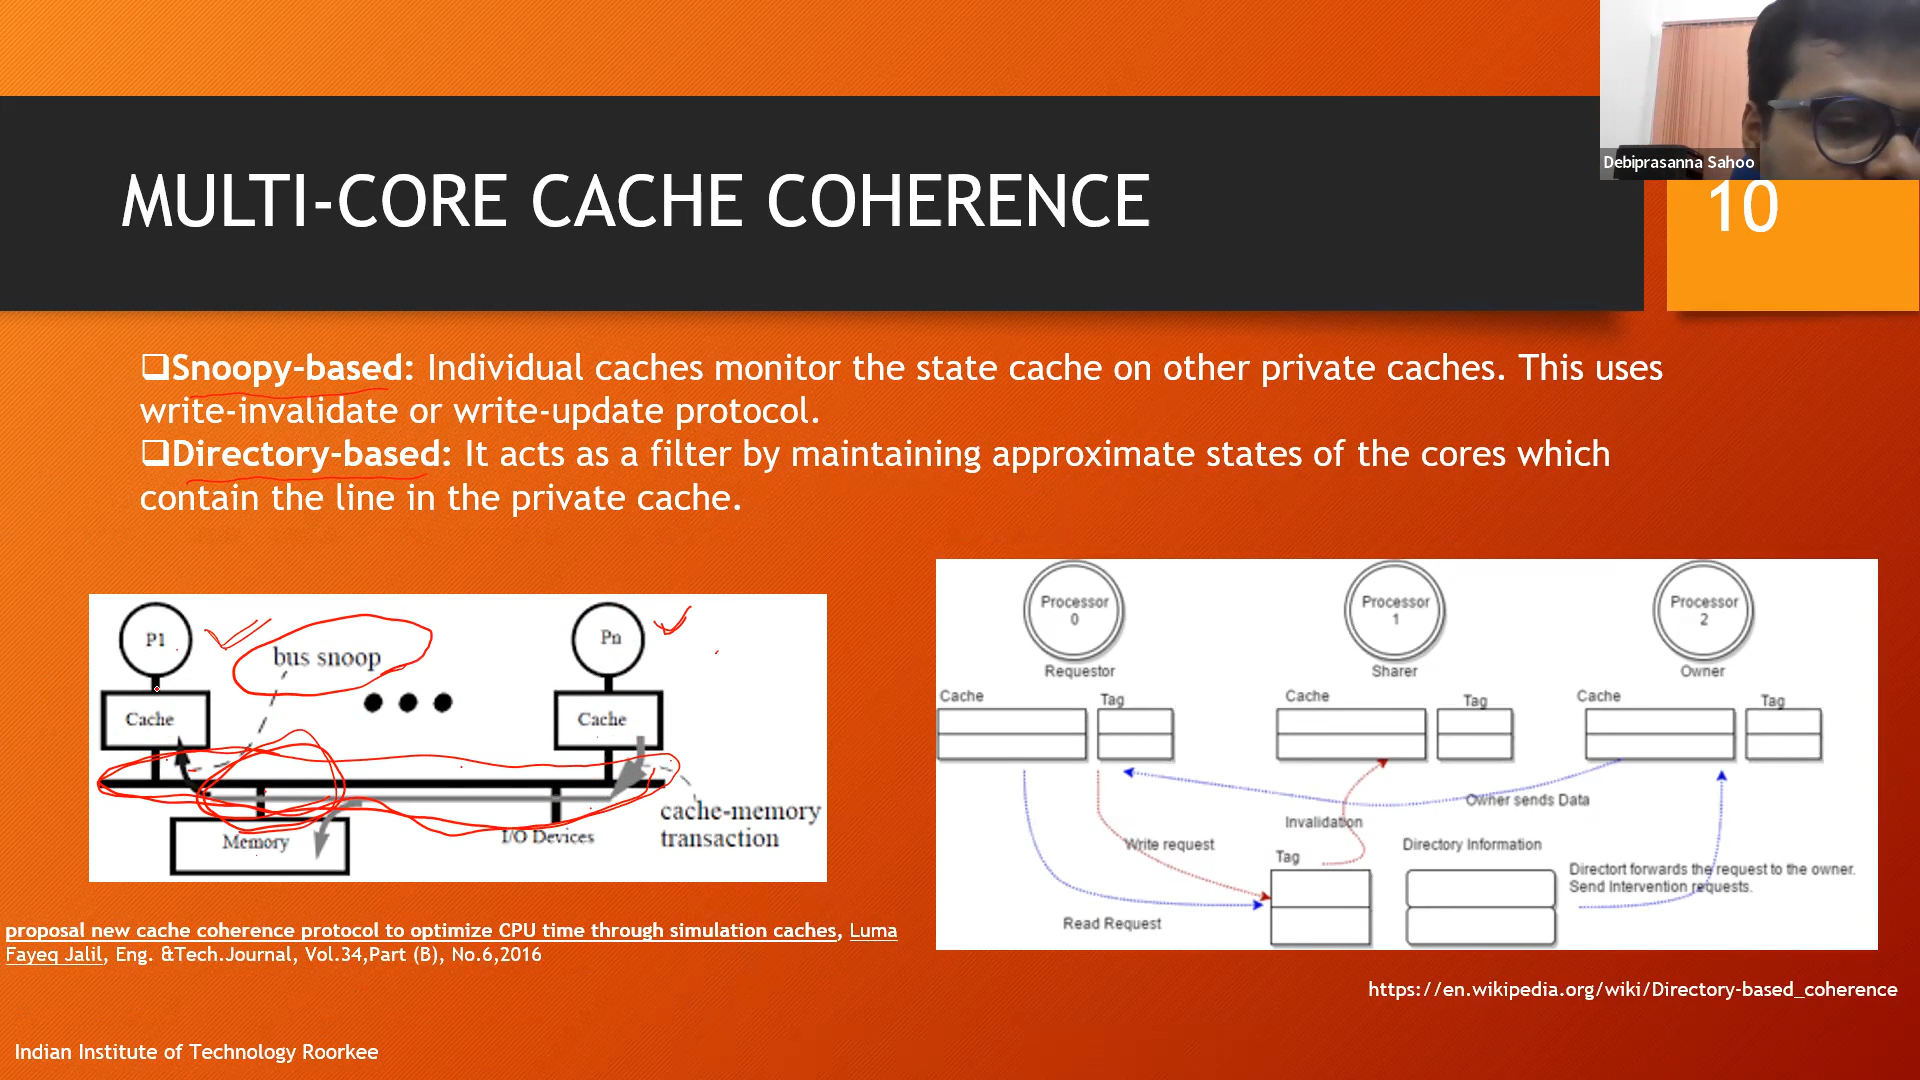 Debiprasanna Sahoo
MULTI-CORE CACHE COHERENCE
10
❑Snoopy-based: Individual caches monitor the state cache on other private caches. This uses
write-invalidate or write-update protocol.
❑Directory-based: It acts as a filter by maintaining approximate states of the cores which
contain the line in the private cache.
P1
bus snoop
Pn
Cache
Cache
cache-memory
transaction
Memory
I/O Devices
Processor
0
Processor
1
Processor
2
Requestor
Sharer
Owner
Cache
Tag
Cache
Tag
Cache
Tag
Owner sends Data
Invalidation
Write request
Tag
Directory Information
Directort forwards the request to the owner.
Send Intervention requests.
Read Request
proposal new cache coherence protocol to optimize CPU time through simulation caches, Luma
Fayeq Jalil, Eng. &Tech.Journal, Vol.34,Part (B), No.6,2016
https://en.wikipedia.org/wiki/Directory-based_coherence
Indian Institute of Technology Roorkee